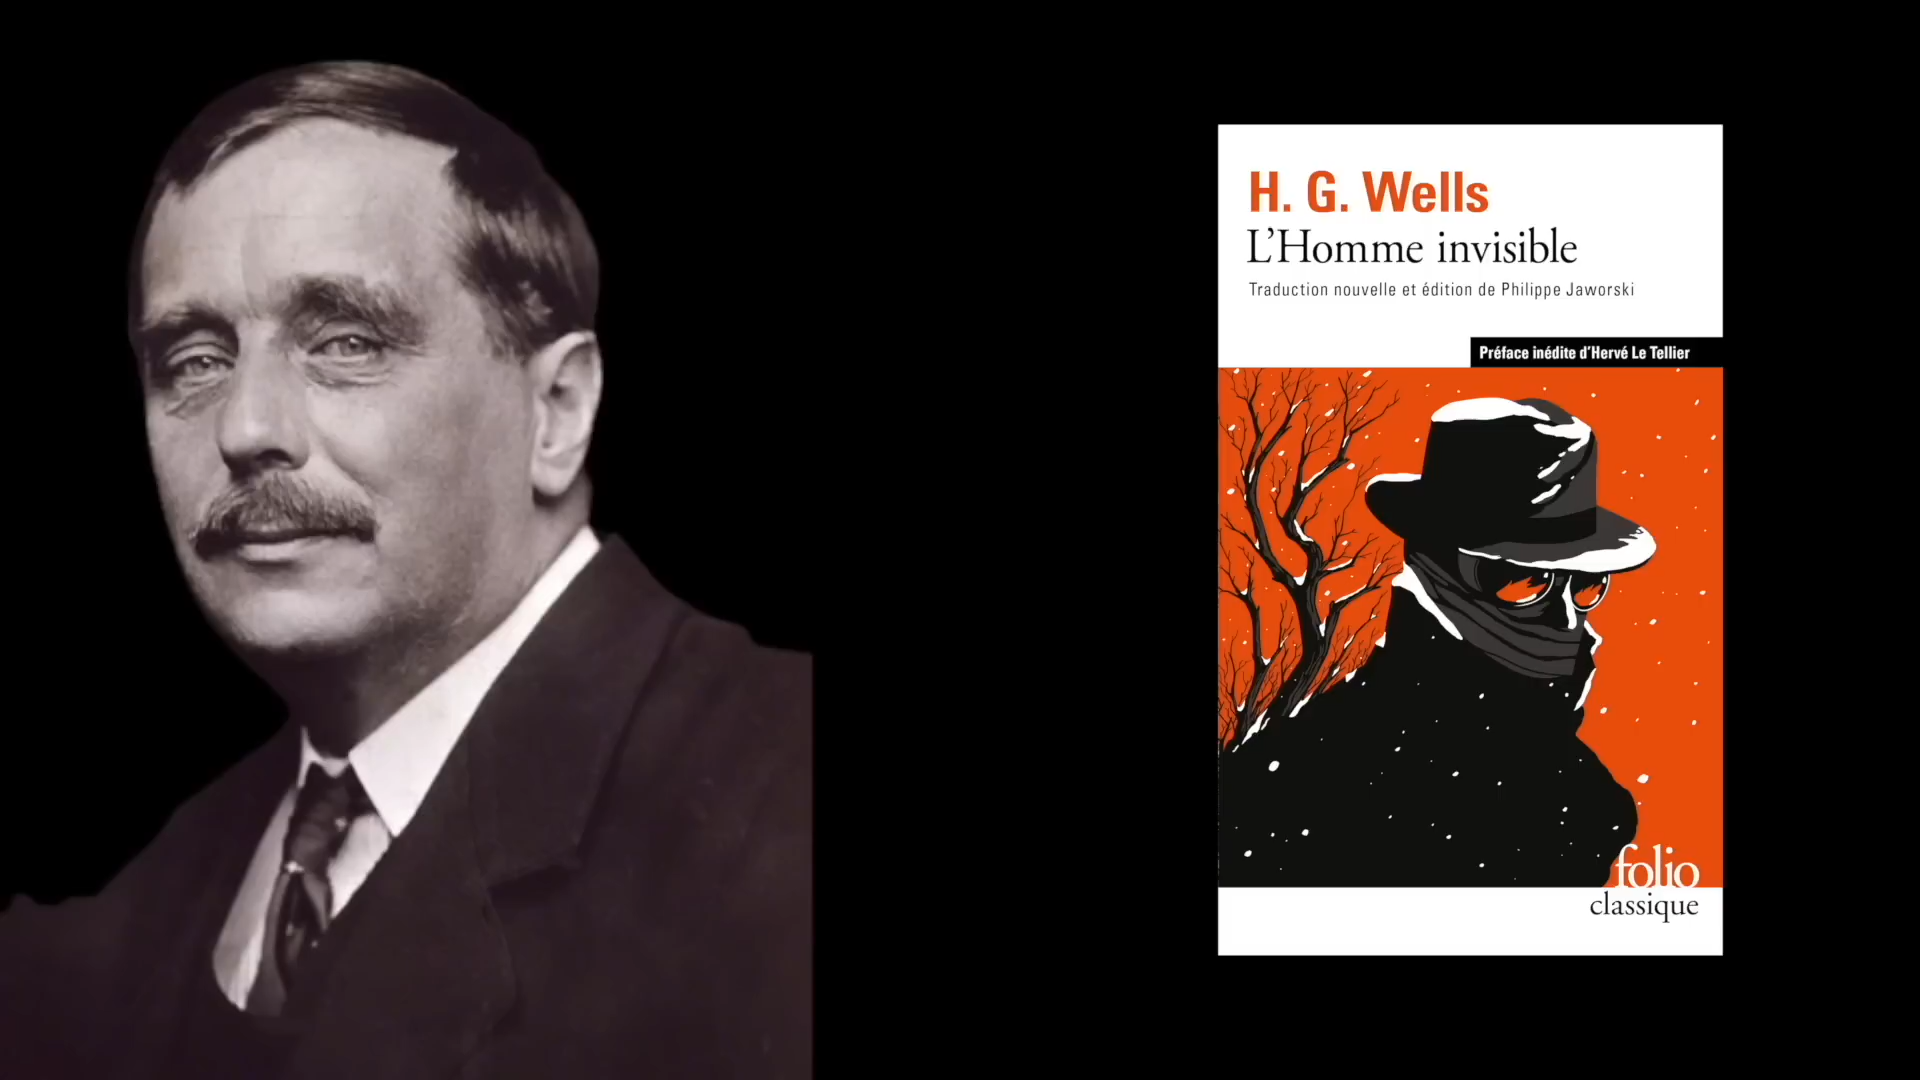 H. G. Wells
L'Homme invisible
Traduction nouvelle et édition de Philippe Jaworski
Préface inédite d'Hervé Le Tellier
folio
classique